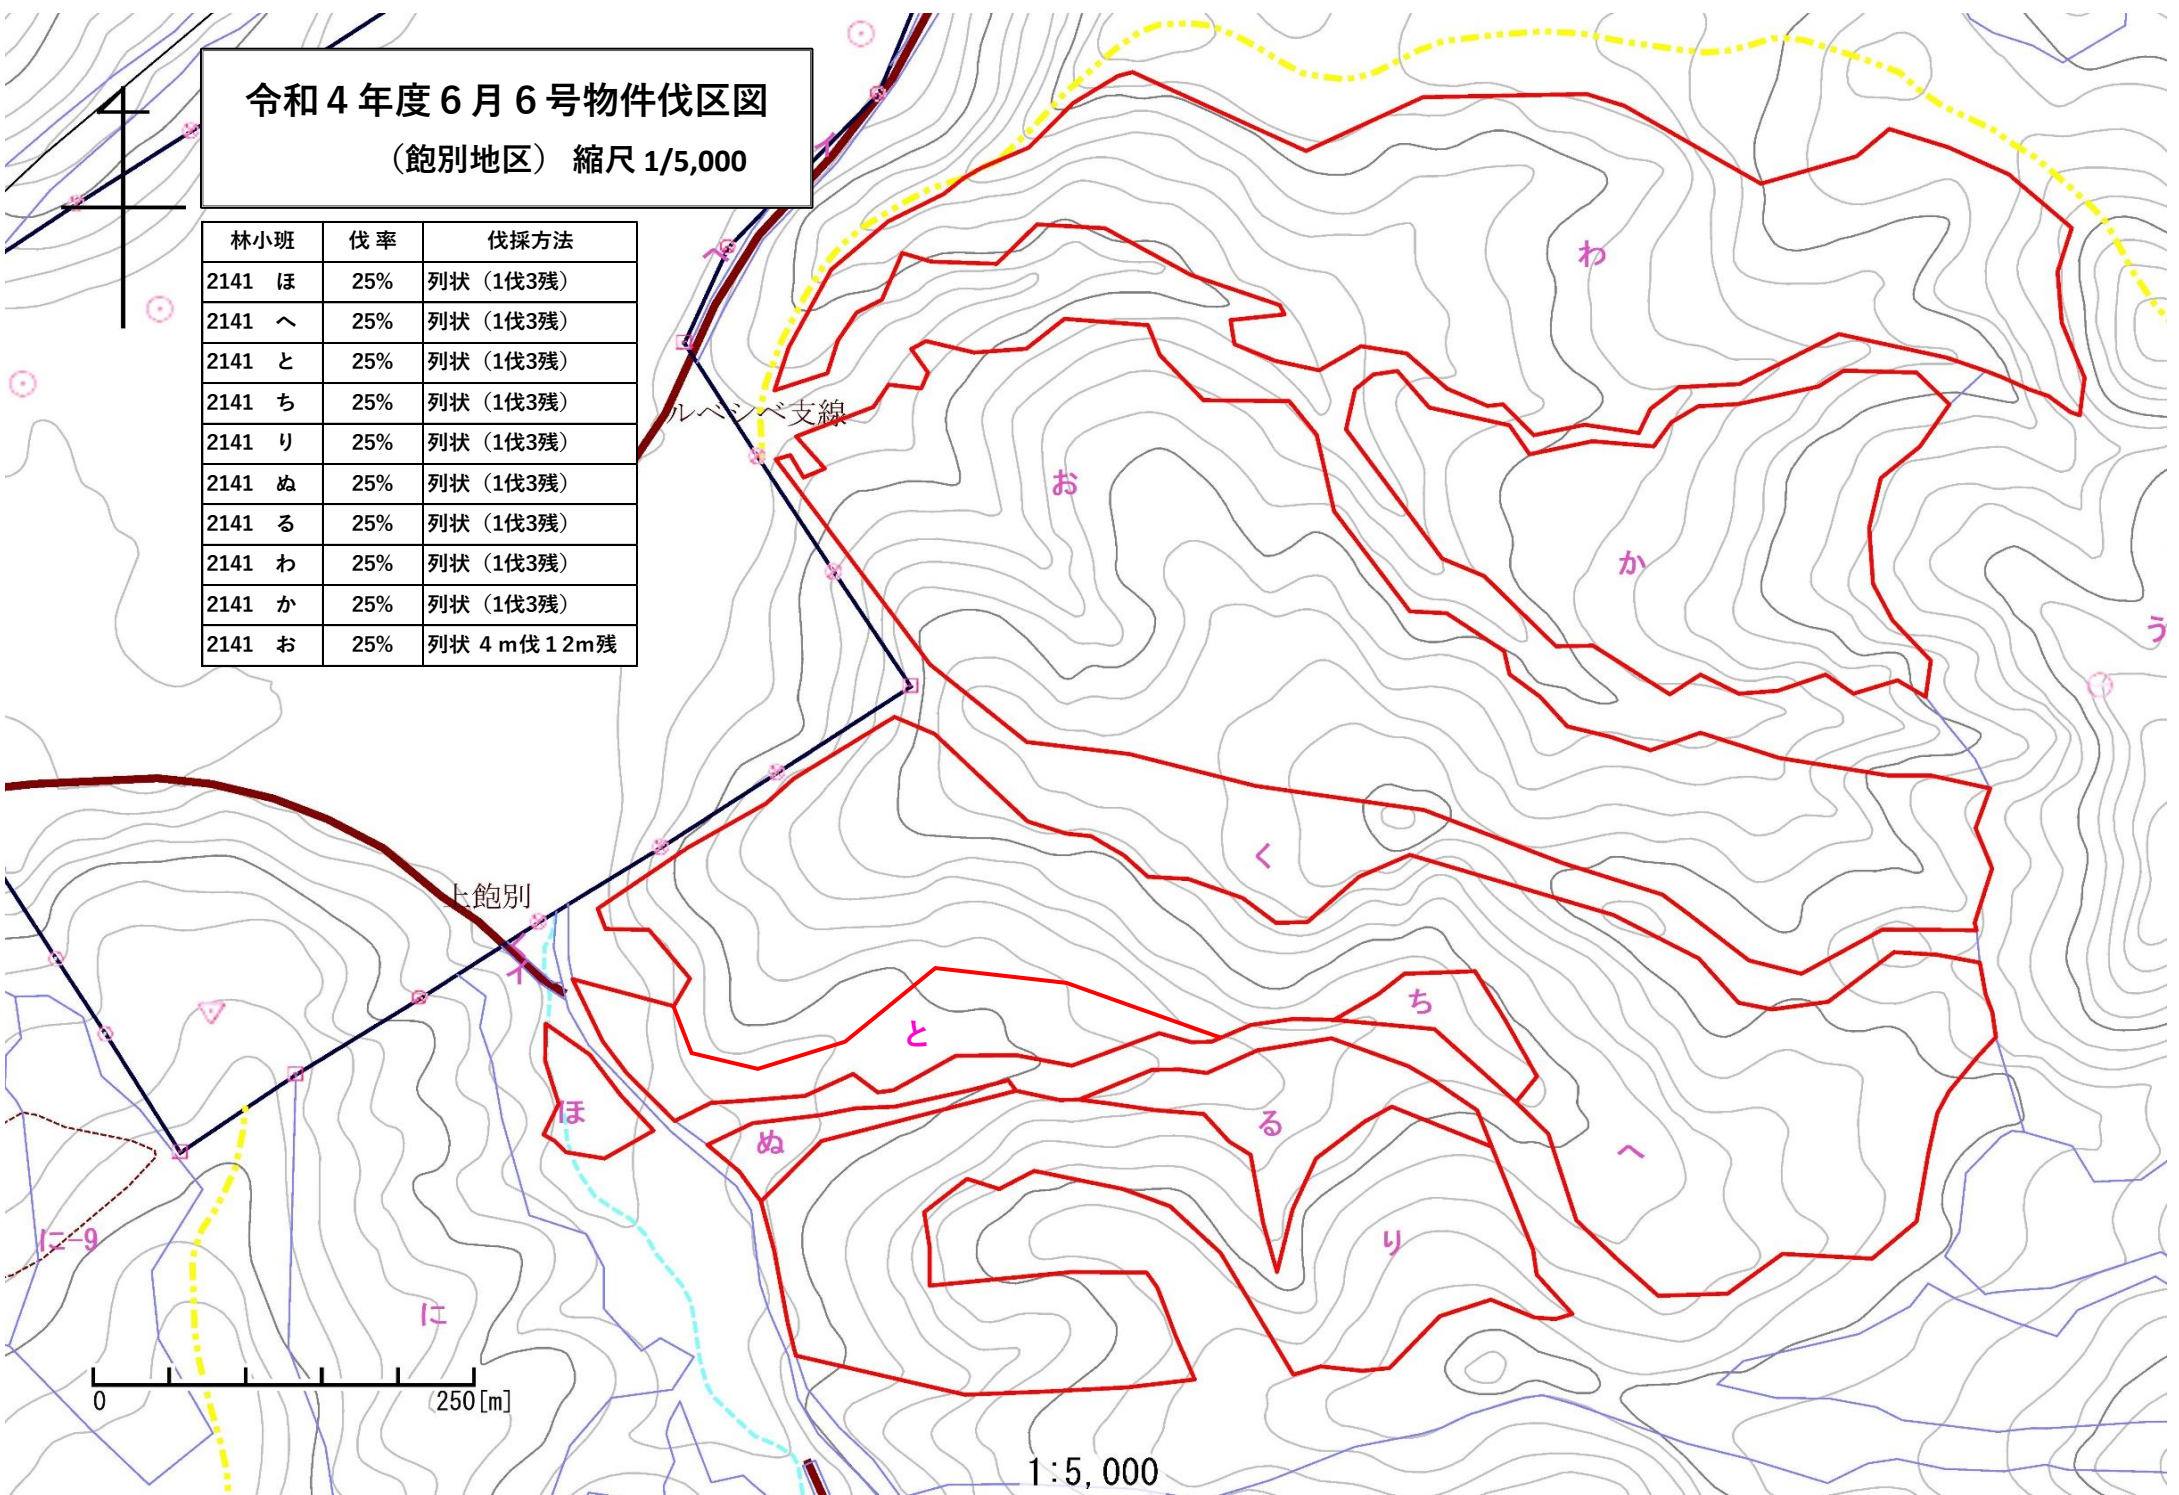 令和４年度６月６号物件伐区図
（飽別地区） 縮尺 1/5,000
林小班 伐 率 伐採方法
2141 ほ 25% 列状（1伐3残）
2141 へ 25% 列状（1伐3残）
2141 と 25% 列状（1伐3残）
2141 ち 25% 列状（1伐3残）
2141 り 25% 列状（1伐3残）
2141 ぬ 25% 列状（1伐3残）
2141 る 25% 列状（1伐3残）
2141 わ 25% 列状（1伐3残）
2141 か 25% 列状（1伐3残）
2141 お 25% 列状 ４ｍ伐１２ｍ残
イ
へ
わ
ルベシベ支線
お
か
う
く
上飽別
イ
と
ち
ほ
ぬ
る
へ
り
に-9
に
0 250[m]
1:5,000